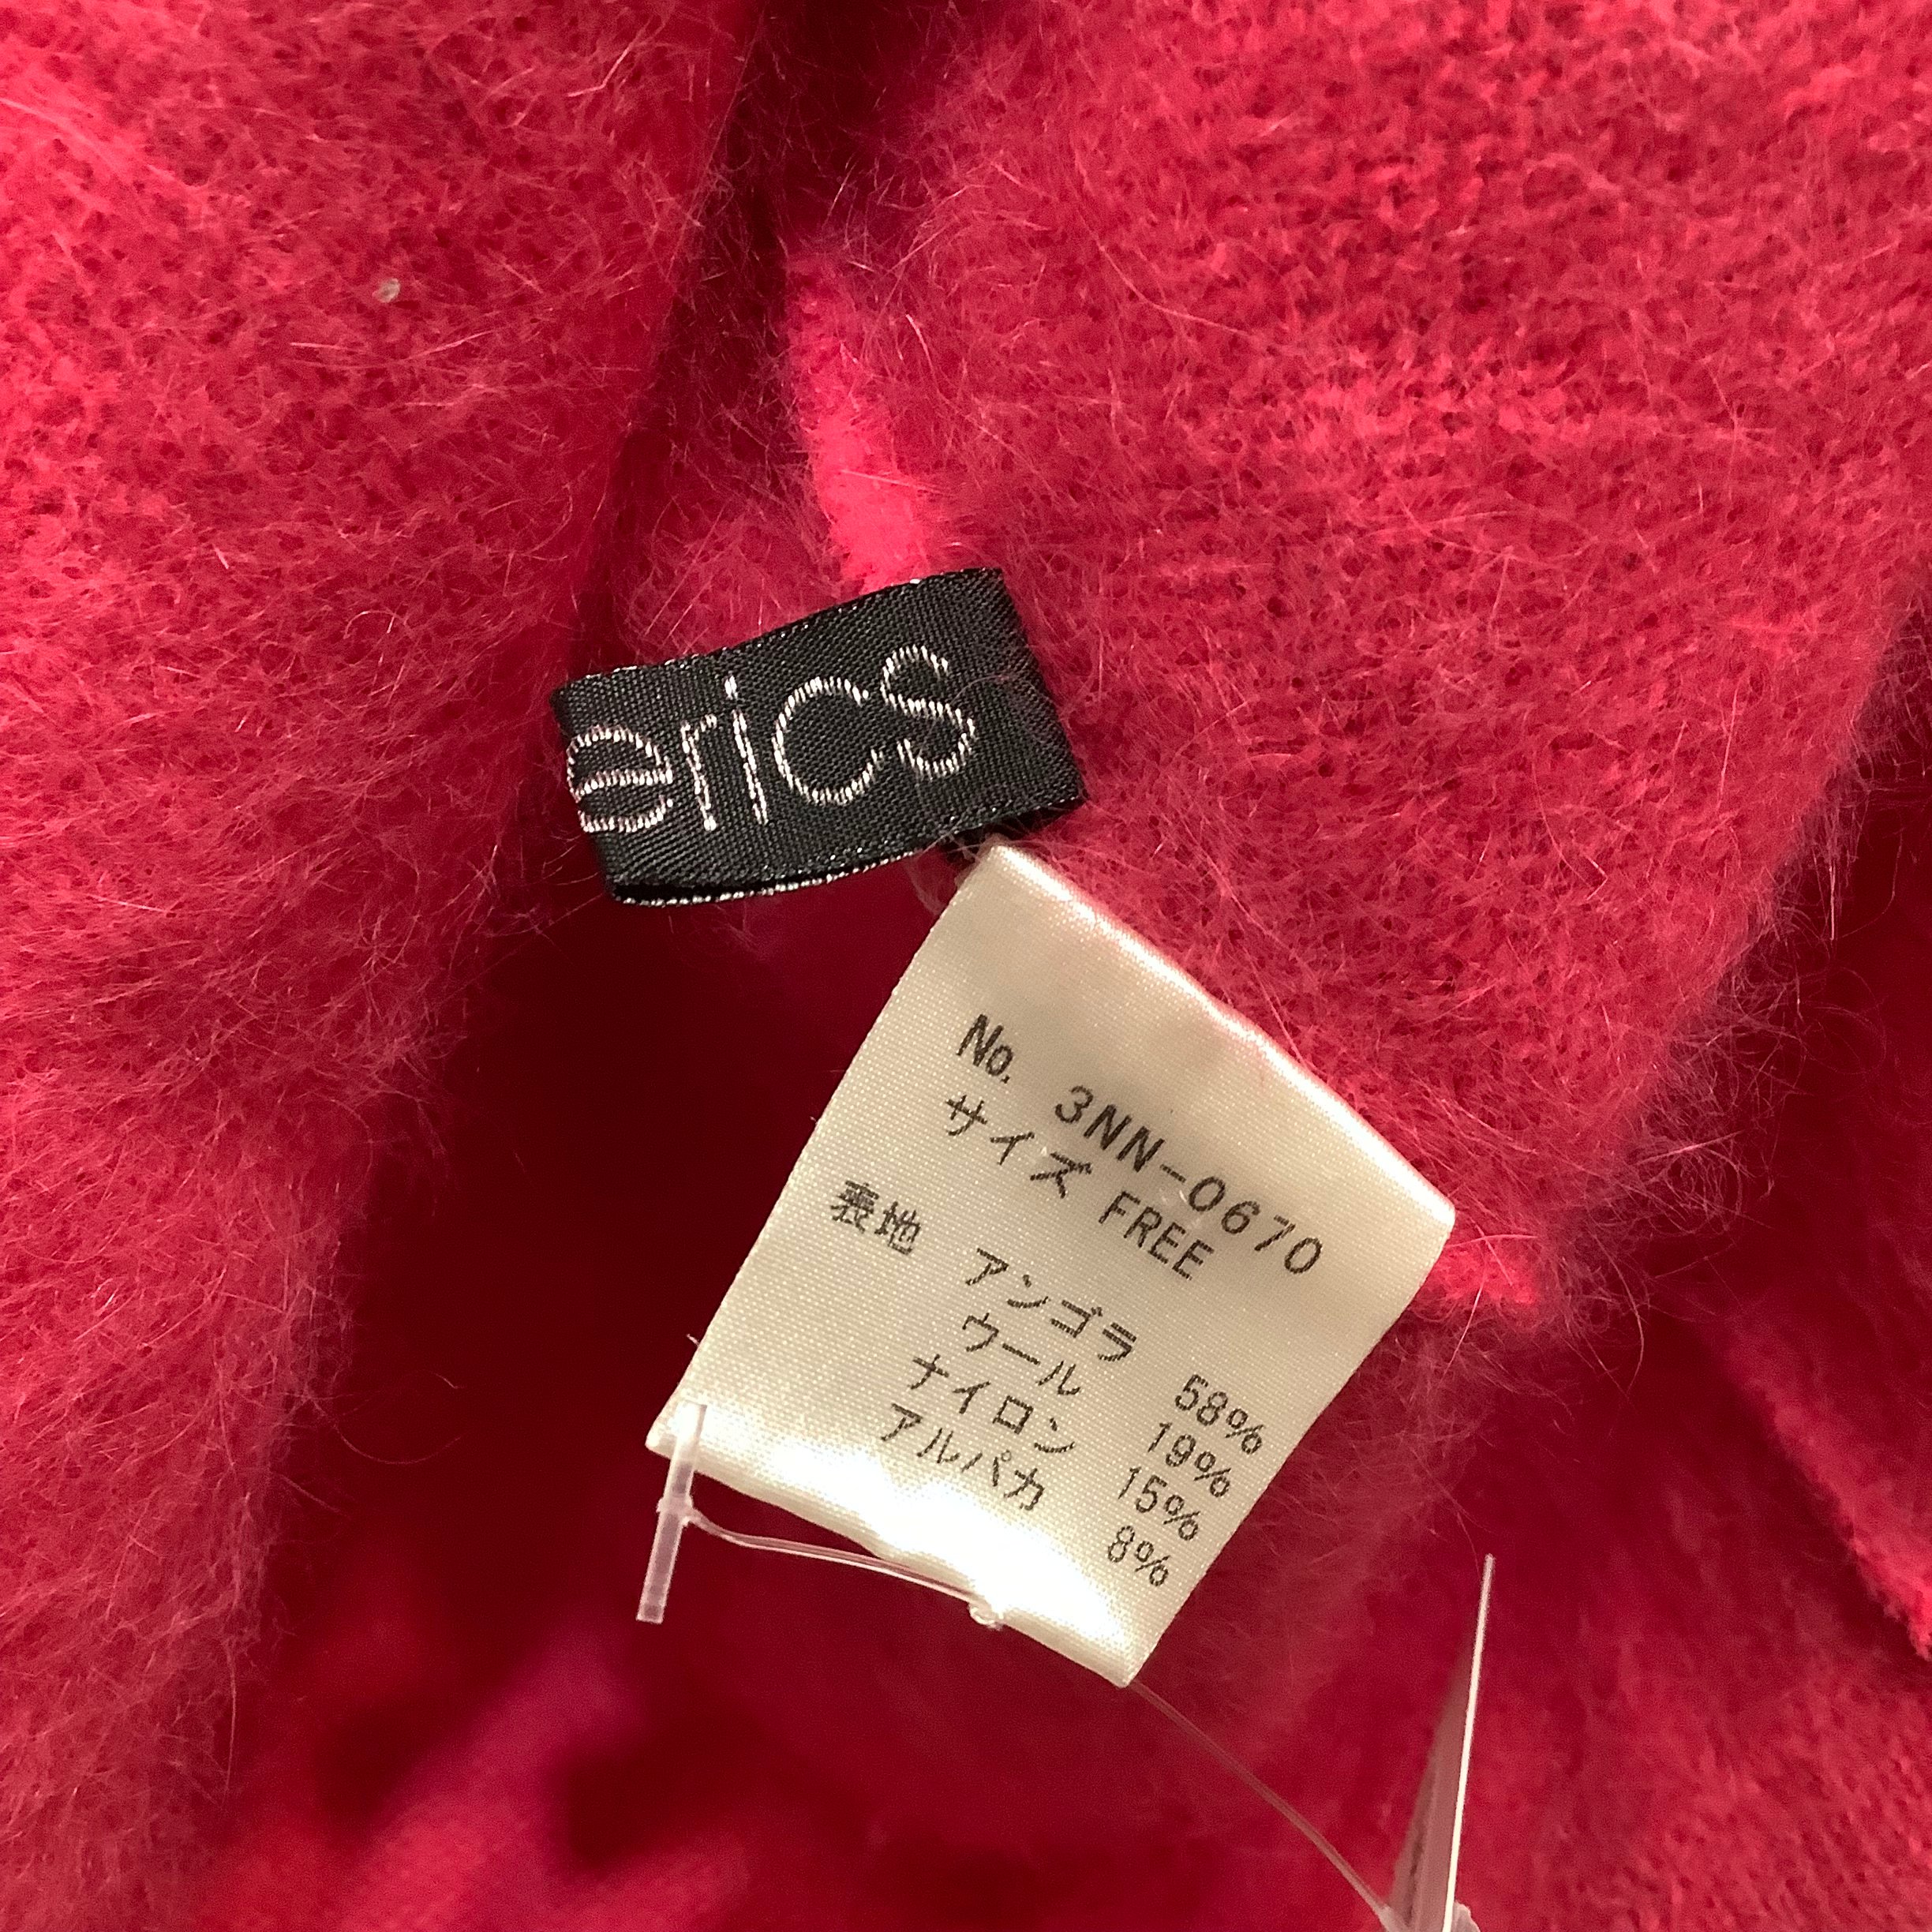 erics
No. 3NN-0670
サイズ FREE
表地 アンゴラ 58%
ウール 19%
ナイロン 15%
アルパカ 8%